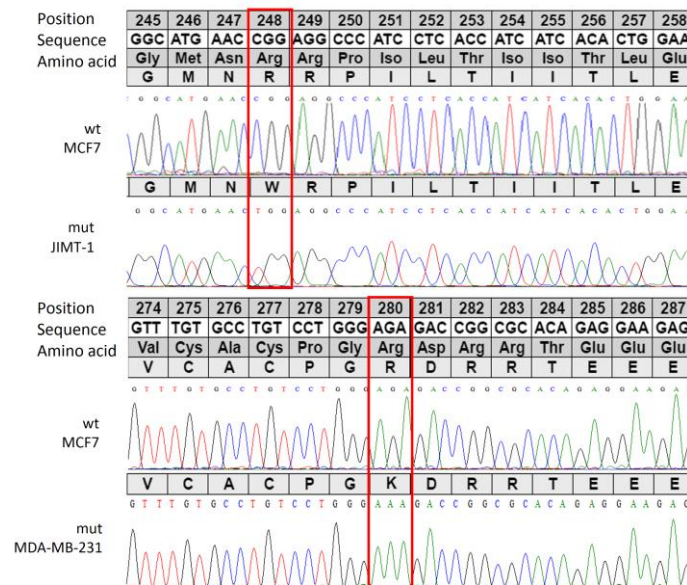 Position 245 246 247 248 249 250 251 252 253 254 255 256 257 258
Sequence GGC ATG AAC CGG AGG CCC ATC CTC ACC ATC ATC ACA CTG GAA
Amino acid Gly Met Asn Arg Arg Pro Iso Leu Thr Iso Iso Thr Leu Glu
G M N R R P I L T I I T L E
GGCATGAACCGGAGGCCCATCCTCACCATCATCACACTGGAA
wt
MCF7
G M N W R P I L T I I T L E
GGCATGAACTGGAGGCCCATCCTCACCATCATCACACTGGAA
mut
JIMT-1
Position 274 275 276 277 278 279 280 281 282 283 284 285 286 287
Sequence GTT TGT GCC TGT CCT GGG AGA GAC CGG CGC ACA GAG GAA GAG
Amino acid Val Cys Ala Cys Pro Gly Arg Asp Arg Arg Thr Glu Glu Glu
V C A C P G R D R R T E E E
GTTTGTGCCTGTCCTGGGAGAGACCGGCGCACAGAGGAAGA
wt
MCF7
V C A C P G K D R R T E E E
GTTTGTGCCTGTCCTGGGAAAGACCGGCGCACAGAGGAAGAG
mut
MDA-MB-231